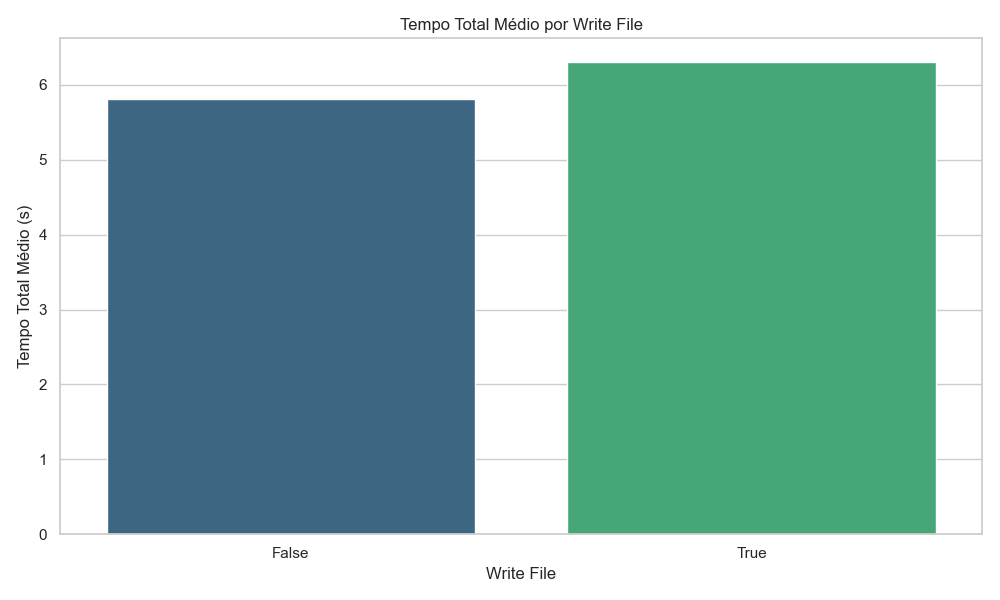 Tempo Total Médio por Write File
Tempo Total Médio (s)
6
5
4
3
2
1
0
False
True
Write File